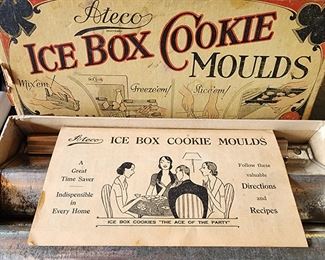 Ateco
ICE BOX COOKIE
MOULDS
Mix'em
Freeze'em!
Slice'em!
Ateco ICE BOX COOKIE MOULDS
A
Great
Time Saver
Indispensible
in
Every Home
Follow these
valuable
Directions
and
Recipes
ICE BOX COOKIES "THE ACE OF THE PARTY"